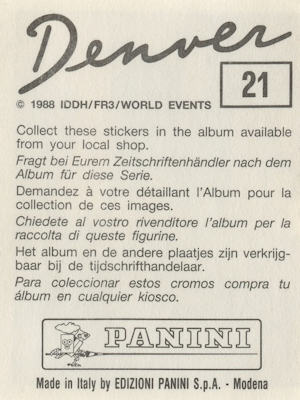 Denver
21
© 1988 IDDH/FR3/WORLD EVENTS
Collect these stickers in the album available
from your local shop.
Fragt bei Eurem Zeitschriftenhändler nach dem
Album für diese Serie.
Demandez à votre détaillant l'Album pour la
collection de ces images.
Chiedete al vostro rivenditore l'album per la
raccolta di queste figurine.
Het album en de andere plaatjes zijn verkrijg-
baar bij de tijdschrifthandelaar.
Para coleccionar estos cromos compra tu
álbum en cualquier kiosco.
PANINI
Made in Italy by EDIZIONI PANINI S.p.A. - Modena